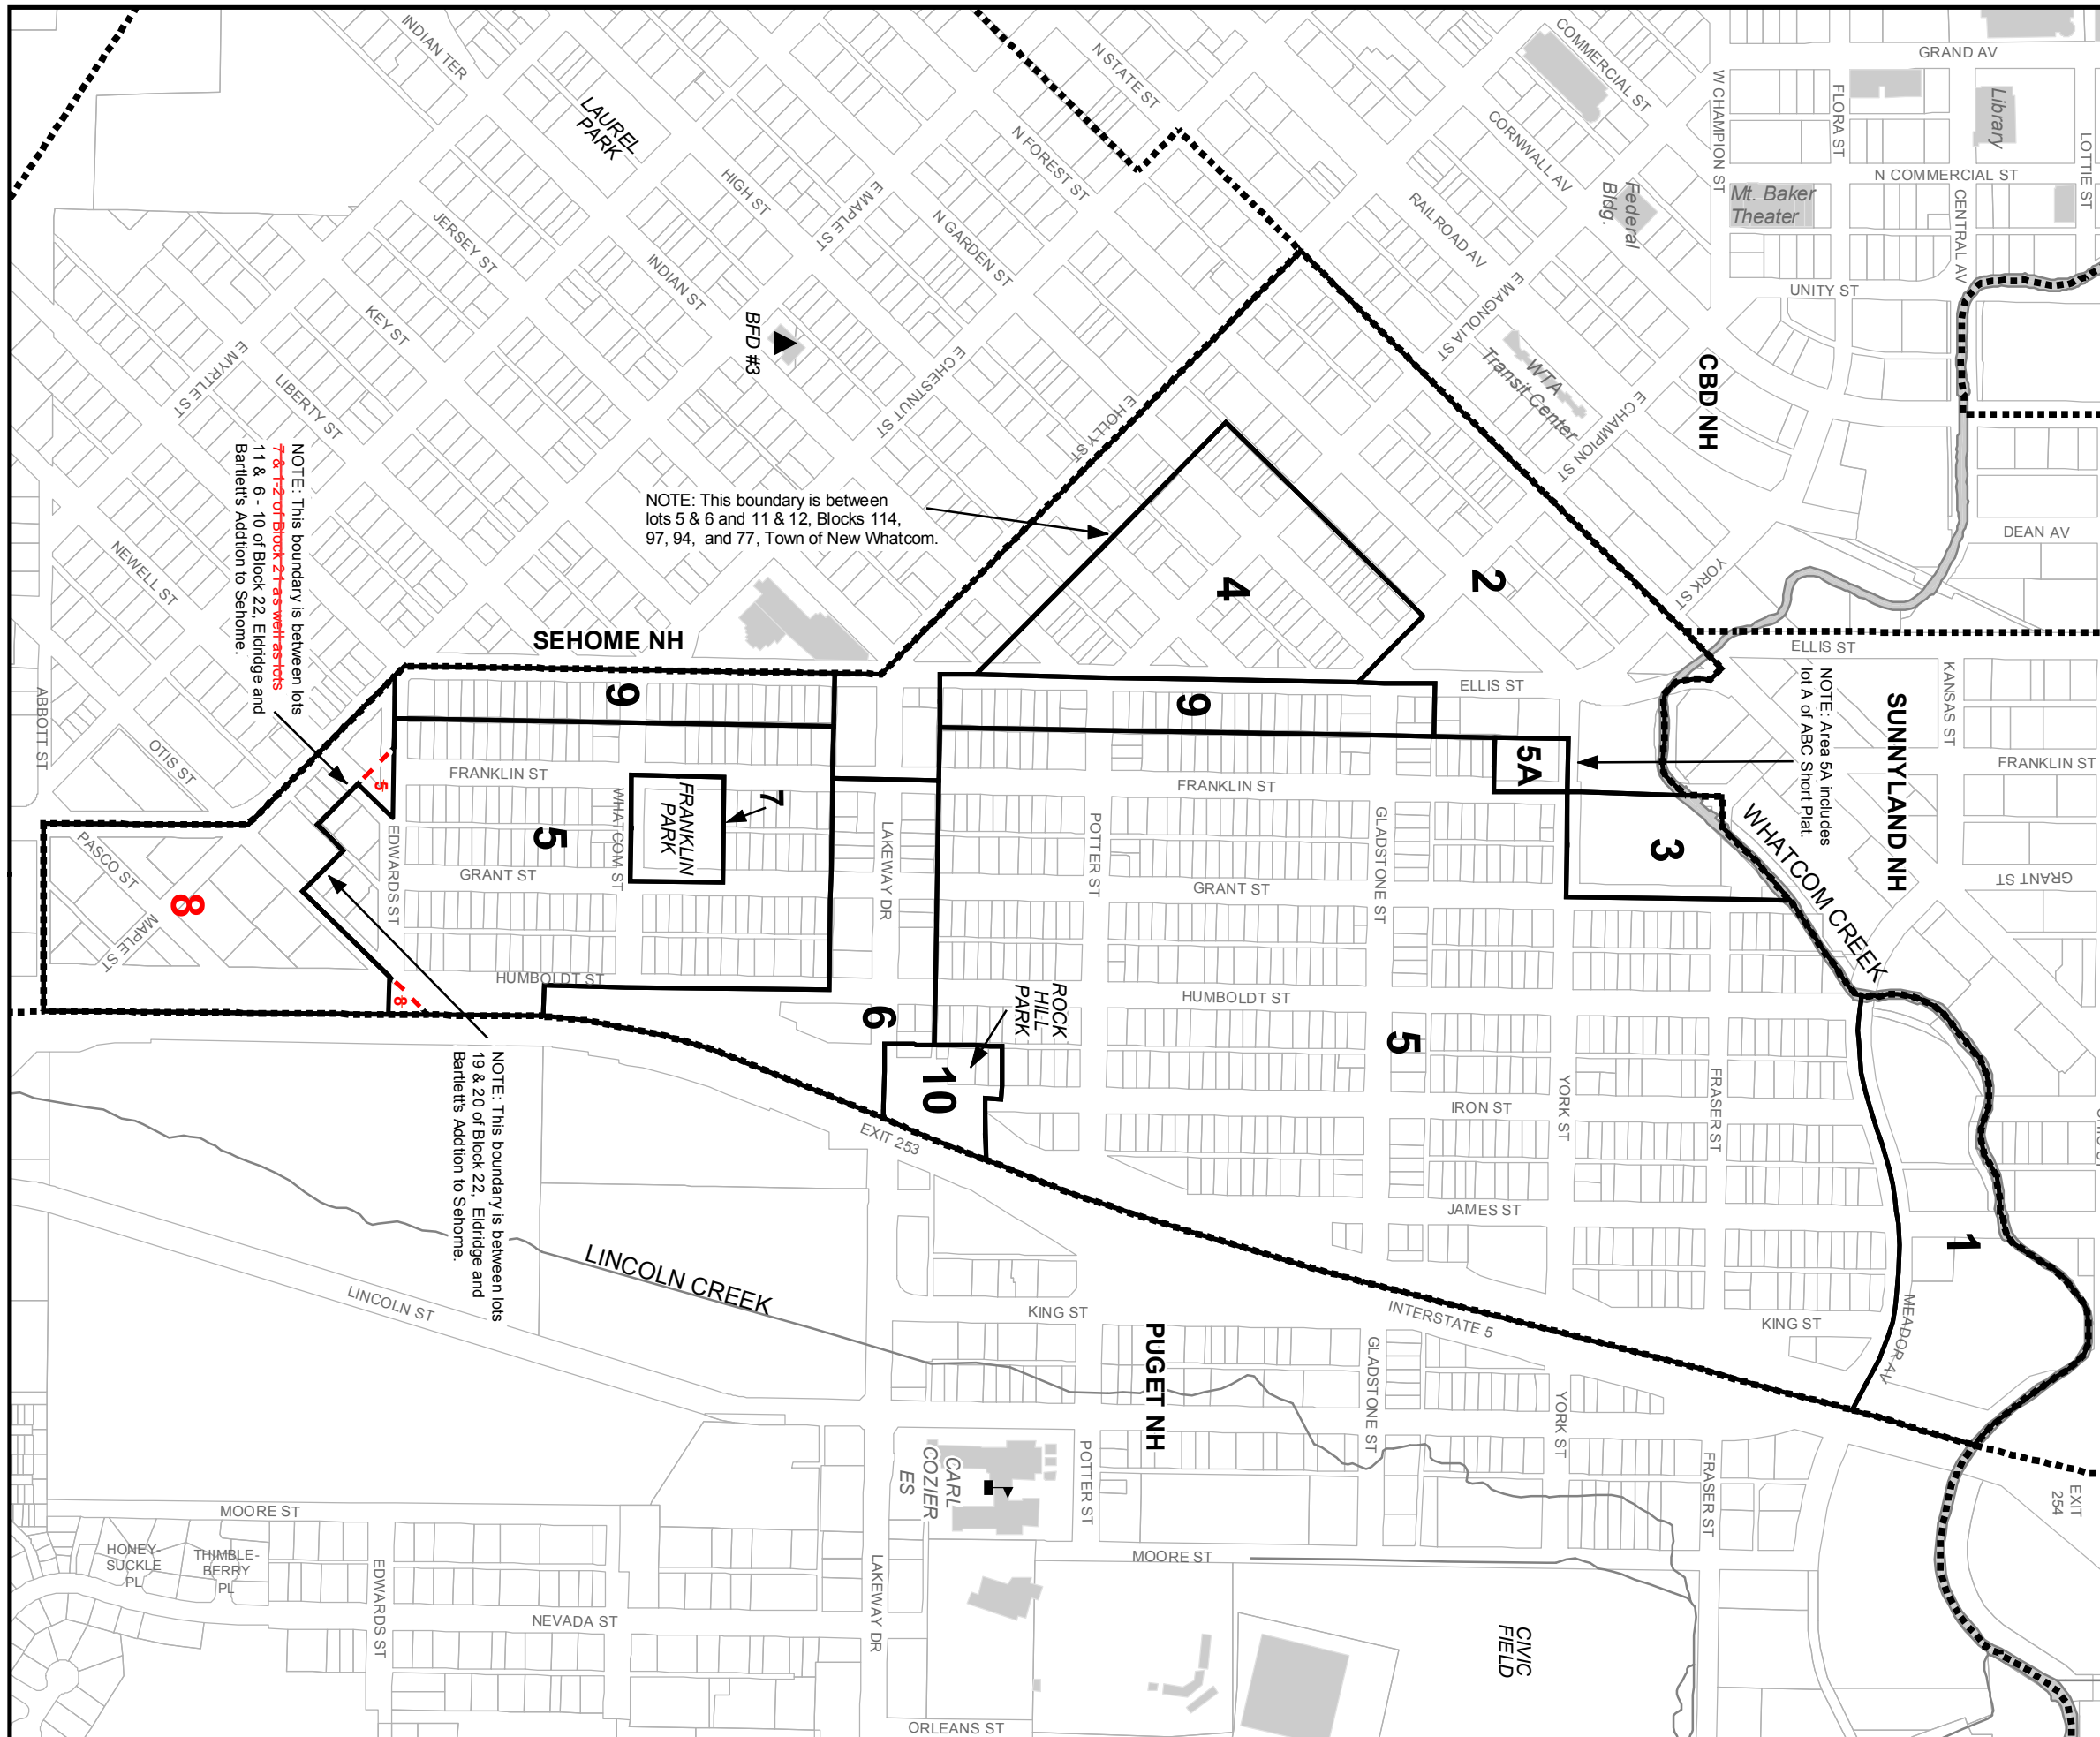 GRAND AV
COMMERCIAL ST
N STATE ST
INDIAN TER
W CHAMPION ST
FLORA ST
Library
LOTTIE ST
LAUREL
PARK
CORNWALL AV
N FOREST ST
N COMMERCIAL ST
HIGH ST
E MAPLE ST
N GARDEN ST
RAILROAD AV
Federal
Bldg.
Mt. Baker
Theater
CENTRAL AV
JERSEY ST
INDIAN ST
E MAGNOLIA ST
UNITY ST
KEY ST
BFD #3
WTA
Transit Center
CBD NH
E MYRTLE ST
LIBERTY ST
E CHESTNUT ST
E HOLLY ST
E CHAMPION ST
NOTE: This boundary is between lots
7 & 1-2 of Block 21 as well as lots
11 & 6 - 10 of Block 22, Eldridge and
Bartlett's Addtion to Sehome.
NOTE: This boundary is between
lots 5 & 6 and 11 & 12, Blocks 114,
97, 94, and 77, Town of New Whatcom.
DEAN AV
NEWELL ST
4
2
YORK ST
SEHOME NH
ELLIS ST
ELLIS ST
KANSAS ST
SUNNYLAND NH
NOTE: Area 5A includes
lot A of ABC Short Plat.
ABBOTT ST
OTIS ST
9
9
5A
FRANKLIN ST
FRANKLIN ST
FRANKLIN ST
5
WHATCOM ST
FRANKLIN
PARK
7
5
EDWARDS ST
LAKEWAY DR
POTTER ST
GLADSTONE ST
3
WHATCOM CREEK
PASCO ST
GRANT ST
GRANT ST
GRANT ST
8
MAPLE ST
HUMBOLDT ST
HUMBOLDT ST
8
6
ROCK
HILL
PARK
5
10
NOTE: This boundary is between lots
19 & 20 of Block 22, Eldridge and
Bartlett's Addtion to Sehome.
EXIT 253
IRON ST
YORK ST
FRASER ST
JAMES ST
1
LINCOLN CREEK
LINCOLN ST
KING ST
INTERSTATE 5
KING ST
MEADOR AV
PUGET NH
GLADSTONE ST
YORK ST
FRASER ST
CARL
COZIER
ES
POTTER ST
EXIT
254
MOORE ST
MOORE ST
HONEY-
SUCKLE
PL
THIMBLE-
BERRY
PL
EDWARDS ST
NEVADA ST
LAKEWAY DR
CIVIC
FIELD
ORLEANS ST